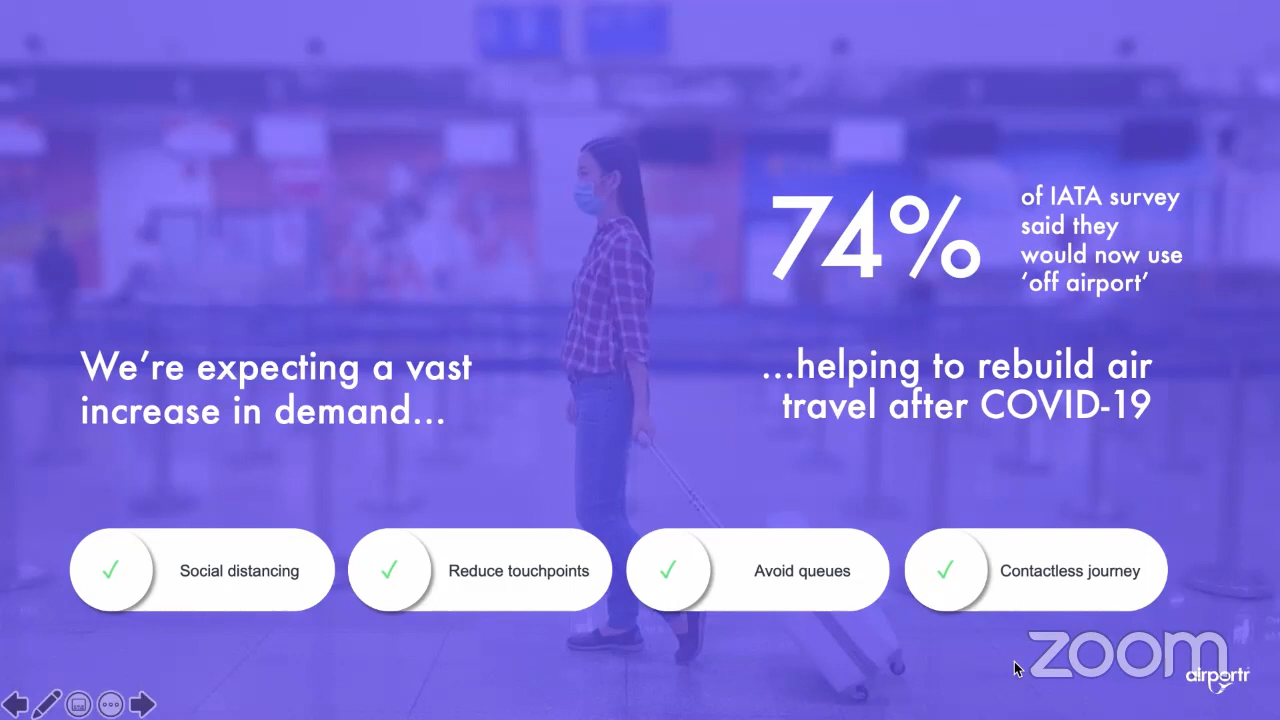 74%
of IATA survey
said they
would now use
‘off airport’
We’re expecting a vast
increase in demand...
...helping to rebuild air
travel after COVID-19
Social distancing
Reduce touchpoints
Avoid queues
Contactless journey
zoom
airportr